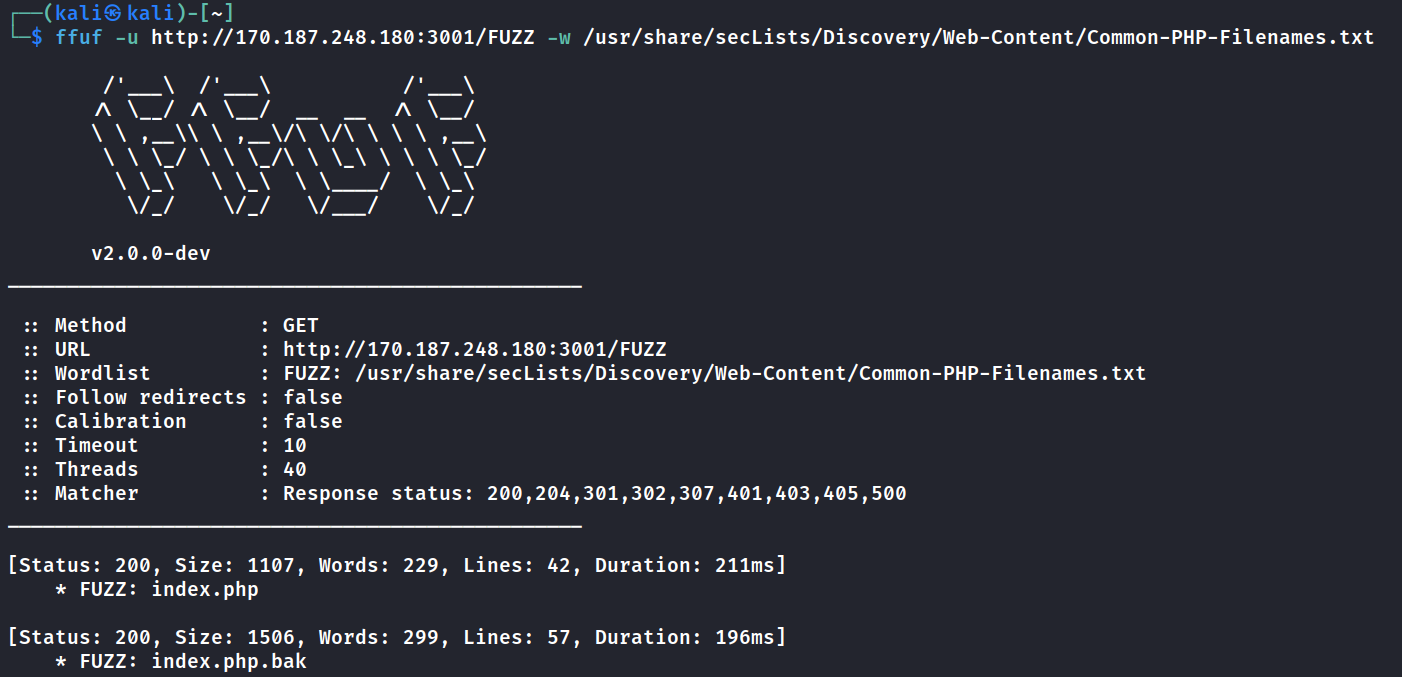 ┌──(kali㉿kali)-[~]
└─$ ffuf -u http://170.187.248.180:3001/FUZZ -w /usr/share/secLists/Discovery/Web-Content/Common-PHP-Filenames.txt
        /'___\  /'___\           /'___\
       /\ \__/ /\ \__/  __  __  /\ \__/
       \ \ ,__\\ \ ,__\/\ \/\ \ \ \ ,__\
        \ \ \_/ \ \ \_/\ \ \_\ \ \ \ \_/
         \ \_\   \ \_\  \ \____/  \ \_\
          \/_/    \/_/   \/___/    \/_/
v2.0.0-dev
________________________________________________
:: Method           : GET
:: URL              : http://170.187.248.180:3001/FUZZ
:: Wordlist         : FUZZ: /usr/share/secLists/Discovery/Web-Content/Common-PHP-Filenames.txt
:: Follow redirects : false
:: Calibration      : false
:: Timeout          : 10
:: Threads          : 40
:: Matcher          : Response status: 200,204,301,302,307,401,403,405,500
________________________________________________
[Status: 200, Size: 1107, Words: 229, Lines: 42, Duration: 211ms]
    * FUZZ: index.php
[Status: 200, Size: 1506, Words: 299, Lines: 57, Duration: 196ms]
    * FUZZ: index.php.bak